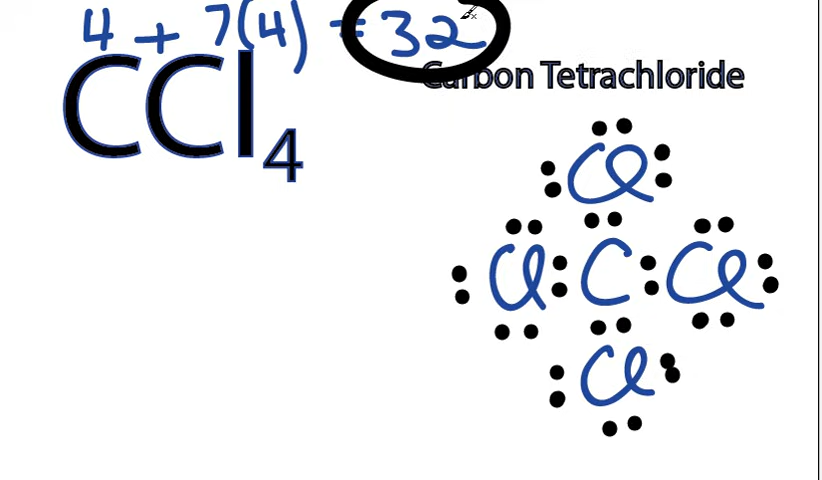 4 + 7(4) = 32
CCl₄
Carbon Tetrachloride
Cl
Cl C Cl
Cl